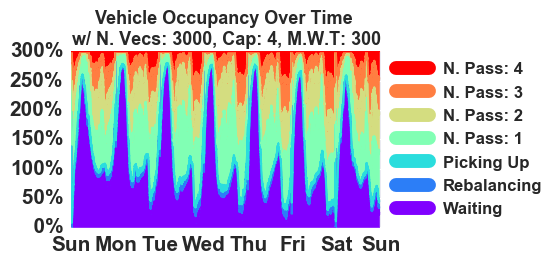 Vehicle Occupancy Over Time
w/ N. Vecs: 3000, Cap: 4, M.W.T: 300
300%
250%
200%
150%
100%
50%
0%
Sun Mon Tue Wed Thu Fri Sat Sun
N. Pass: 4
N. Pass: 3
N. Pass: 2
N. Pass: 1
Picking Up
Rebalancing
Waiting